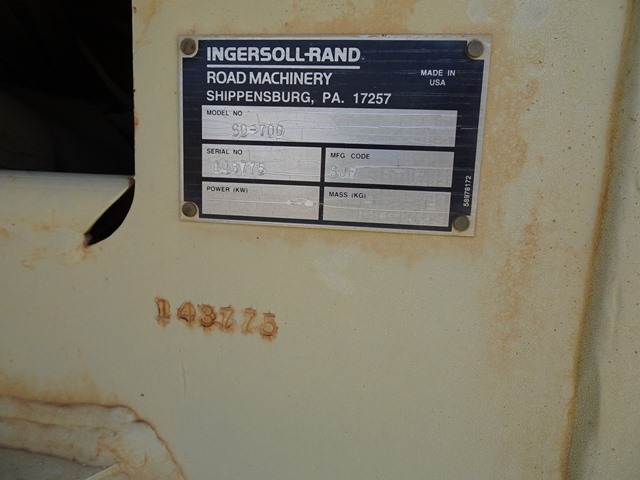 INGERSOLL-RAND
ROAD MACHINERY
MADE IN
USA
SHIPPENSBURG, PA. 17257
MODEL NO
SD-70D
SERIAL NO
143775
MFG CODE
POWER (KW)
MASS (KG)
58978172
143775